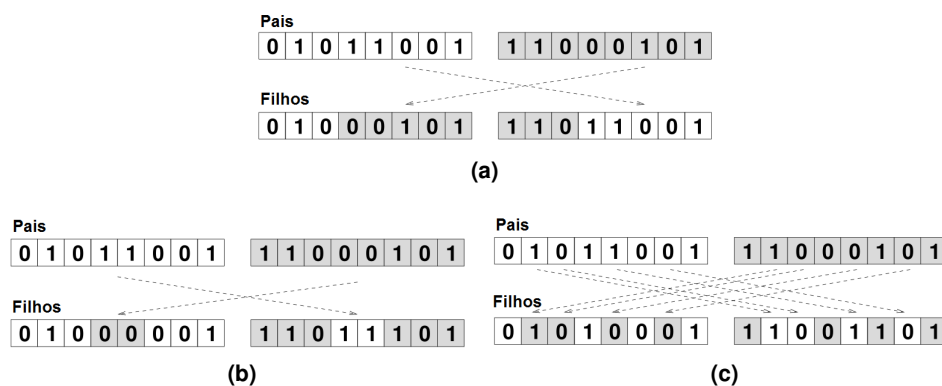 Pais
0 1 0 1 1 0 0 1 1 1 0 0 0 1 0 1
Filhos
0 1 0 0 0 1 0 1 1 1 0 1 1 0 0 1
(a)
Pais
0 1 0 1 1 0 0 1 1 1 0 0 0 1 0 1
Filhos
0 1 0 0 0 0 0 1 1 1 0 1 1 1 0 1
(b)
Pais
0 1 0 1 1 0 0 1 1 1 0 0 0 1 0 1
Filhos
0 1 0 1 0 0 0 1 1 1 0 0 1 1 0 1
(c)